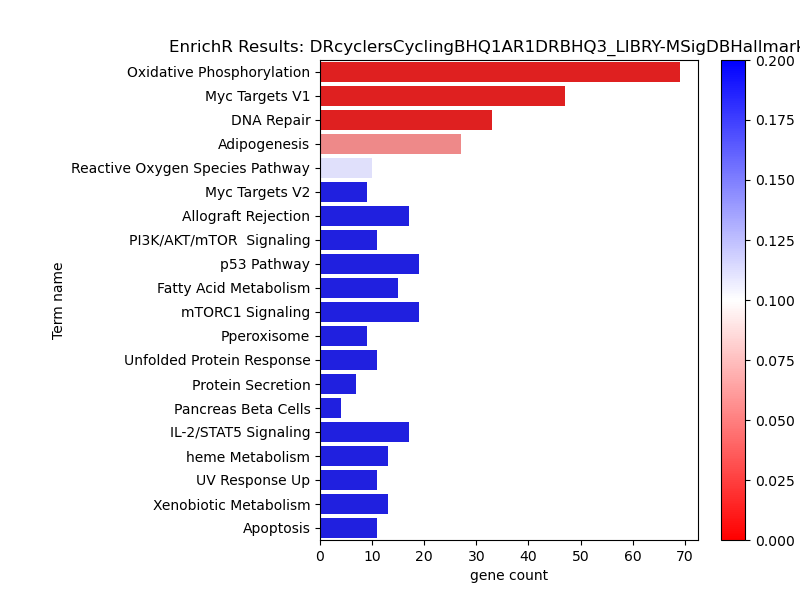 EnrichR Results: DRcyclersCyclingBHQ1AR1DRBHQ3_LIBRY-MSigDBHallmark
Oxidative Phosphorylation
Myc Targets V1
DNA Repair
Adipogenesis
Reactive Oxygen Species Pathway
Myc Targets V2
Allograft Rejection
PI3K/AKT/mTOR  Signaling
p53 Pathway
Fatty Acid Metabolism
mTORC1 Signaling
Pperoxisome
Unfolded Protein Response
Protein Secretion
Pancreas Beta Cells
IL-2/STAT5 Signaling
heme Metabolism
UV Response Up
Xenobiotic Metabolism
Apoptosis
Term name
0 10 20 30 40 50 60 70
gene count
0.200
0.175
0.150
0.125
0.100
0.075
0.050
0.025
0.000